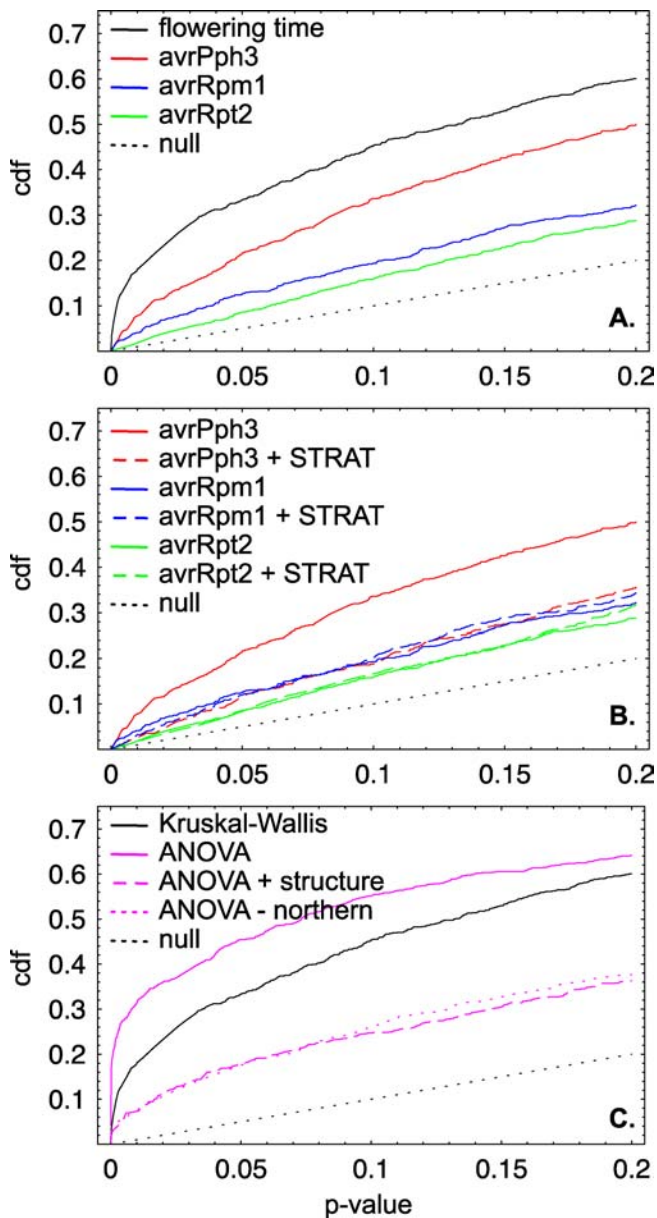 0.7
0.6
0.5
0.4
0.3
0.2
0.1
cdf
flowering time
avrPph3
avrRpm1
avrRpt2
null
A.
0 0.05 0.1 0.15 0.2
0.7
0.6
0.5
0.4
0.3
0.2
0.1
cdf
avrPph3
avrPph3 + STRAT
avrRpm1
avrRpm1 + STRAT
avrRpt2
avrRpt2 + STRAT
null
B.
0 0.05 0.1 0.15 0.2
0.7
0.6
0.5
0.4
0.3
0.2
0.1
cdf
Kruskal-Wallis
ANOVA
ANOVA + structure
ANOVA - northern
null
C.
0 0.05 0.1 0.15 0.2
p-value